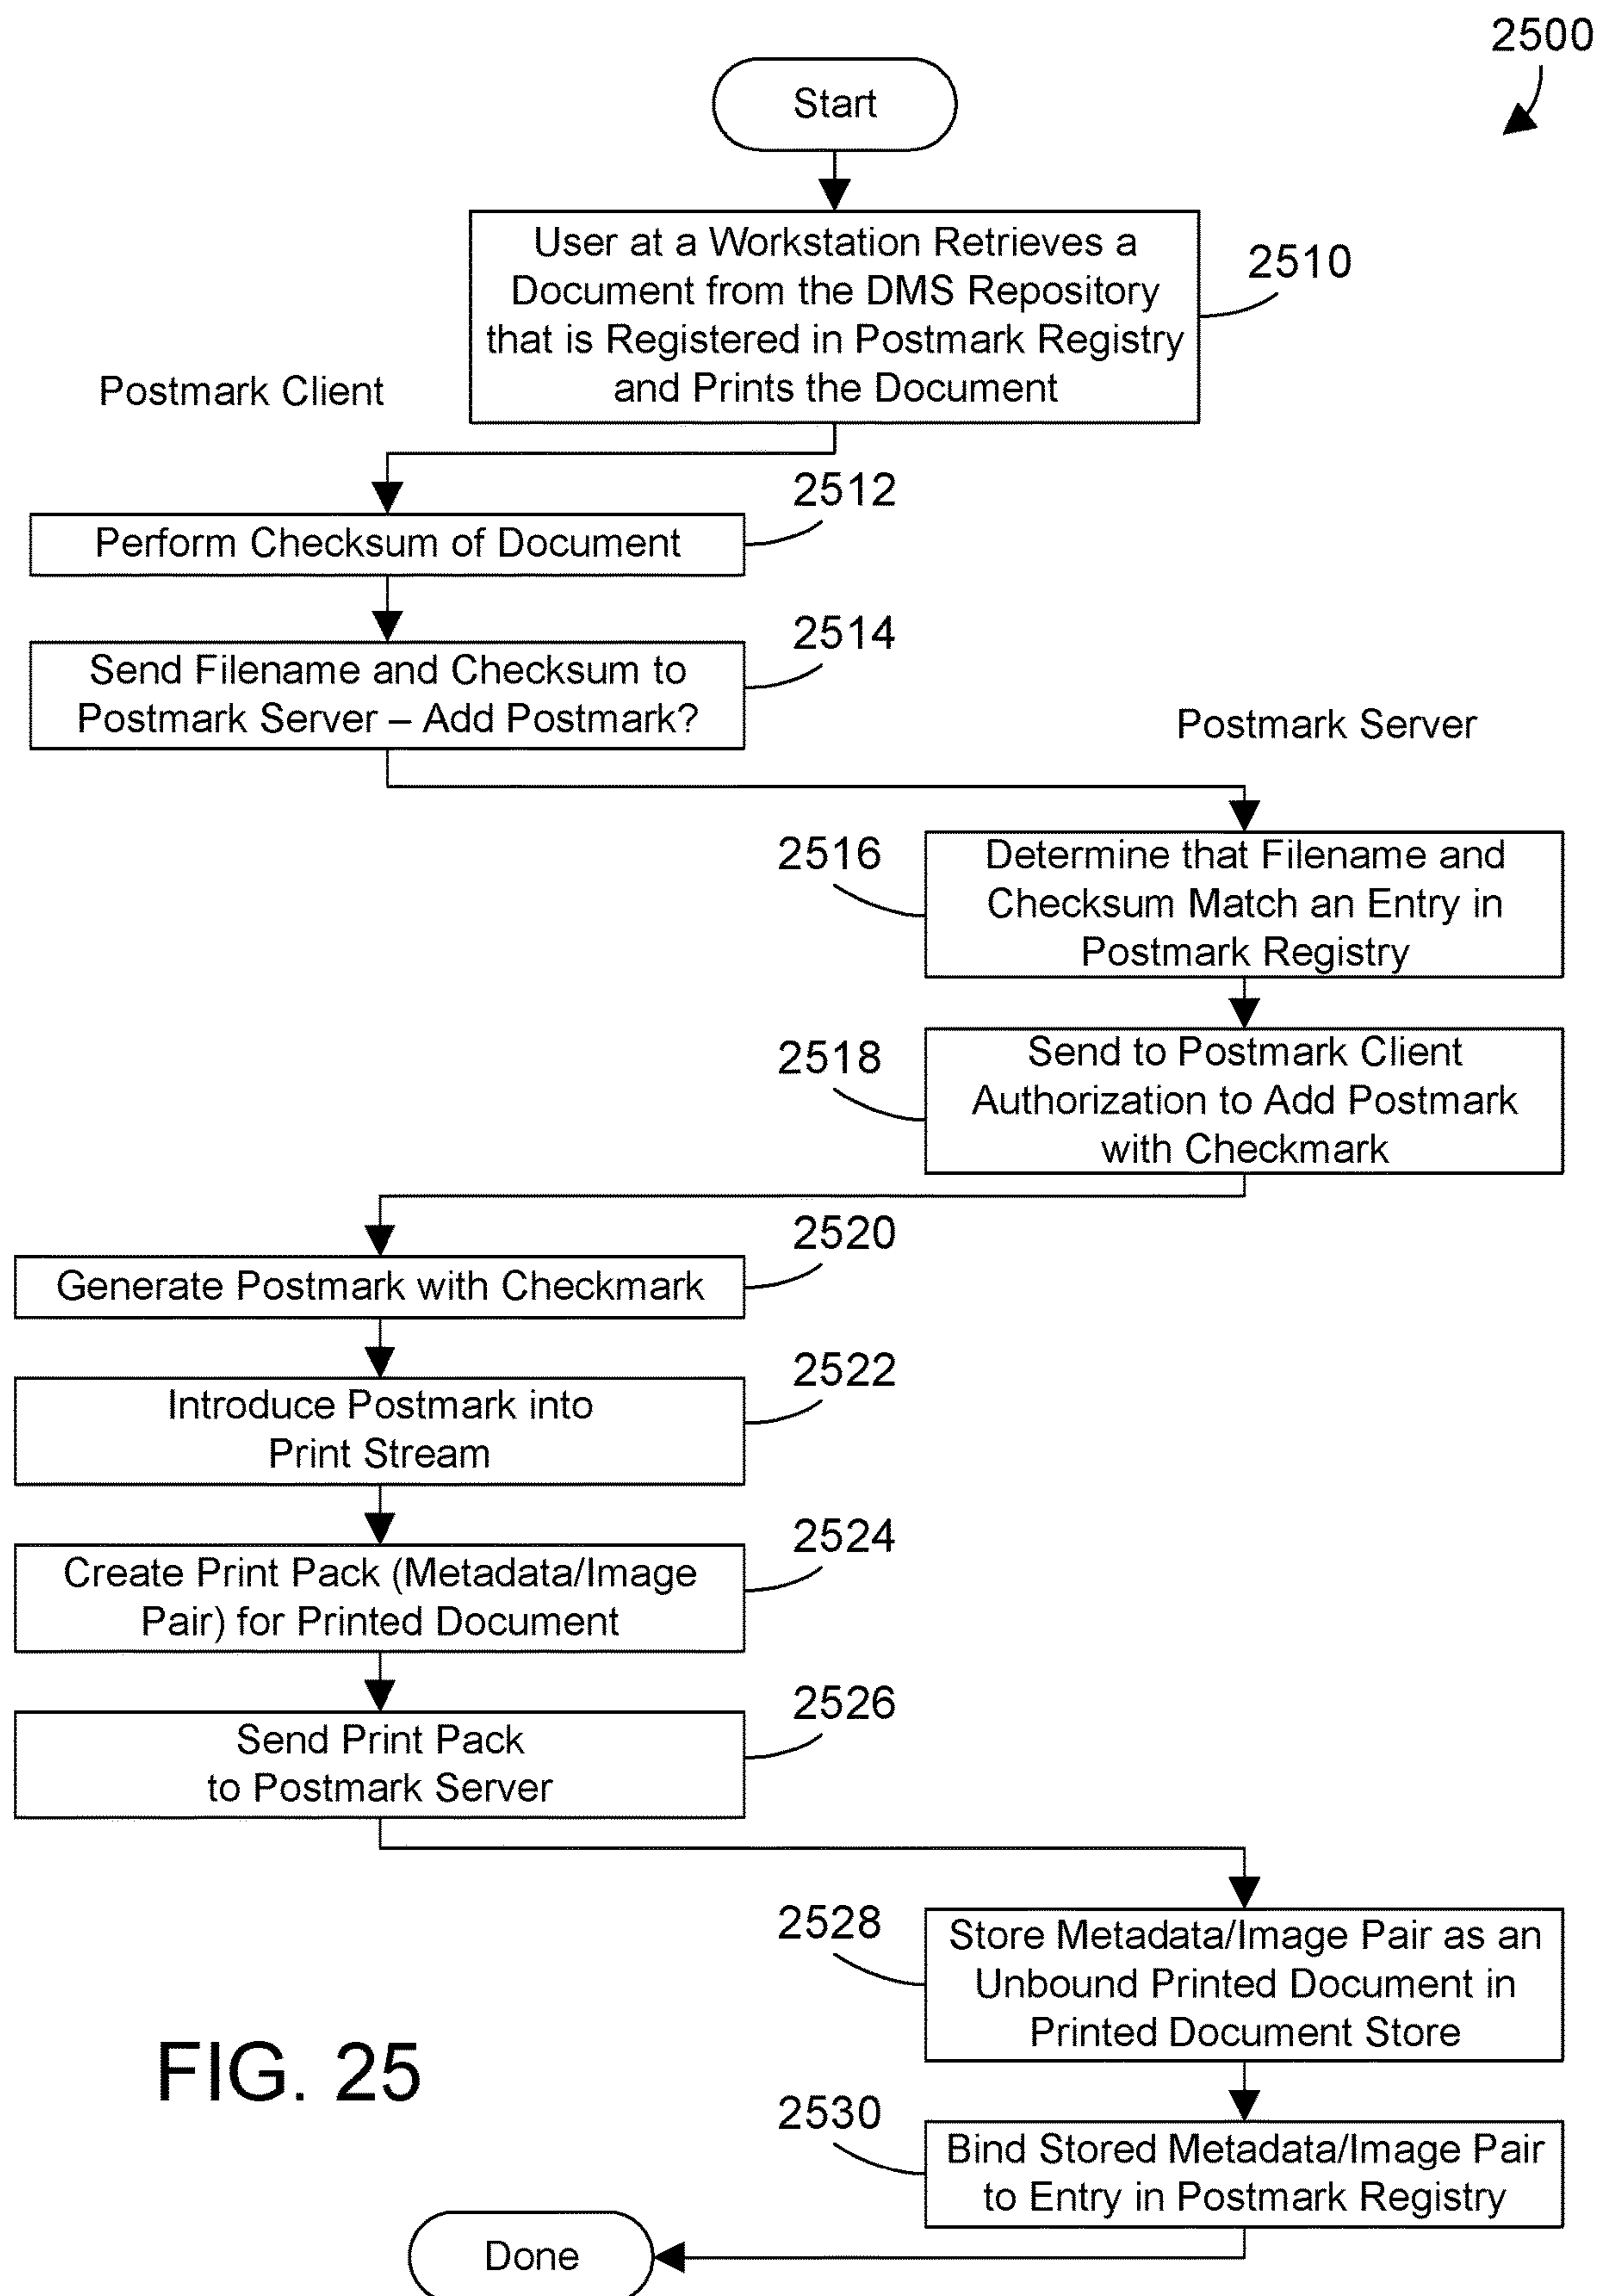 2500
Start
User at a Workstation Retrieves a
Document from the DMS Repository
that is Registered in Postmark Registry
and Prints the Document
2510
Postmark Client
2512
Perform Checksum of Document
2514
Send Filename and Checksum to
Postmark Server – Add Postmark?
Postmark Server
2516
Determine that Filename and
Checksum Match an Entry in
Postmark Registry
2518
Send to Postmark Client
Authorization to Add Postmark
with Checkmark
2520
Generate Postmark with Checkmark
2522
Introduce Postmark into
Print Stream
2524
Create Print Pack (Metadata/Image
Pair) for Printed Document
2526
Send Print Pack
to Postmark Server
2528
Store Metadata/Image Pair as an
Unbound Printed Document in
Printed Document Store
FIG. 25
2530
Bind Stored Metadata/Image Pair
to Entry in Postmark Registry
Done